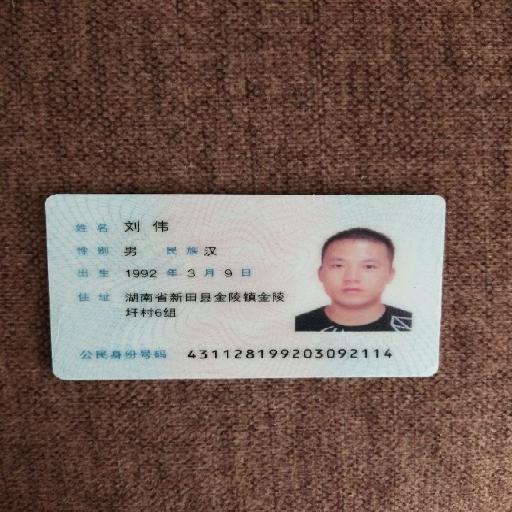 姓名 刘伟
性别 男 民族 汉
出生 1992 年 3 月 9 日
住址 湖南省新田县金陵镇金陵
圩村6组
公民身份号码 431128199203092114